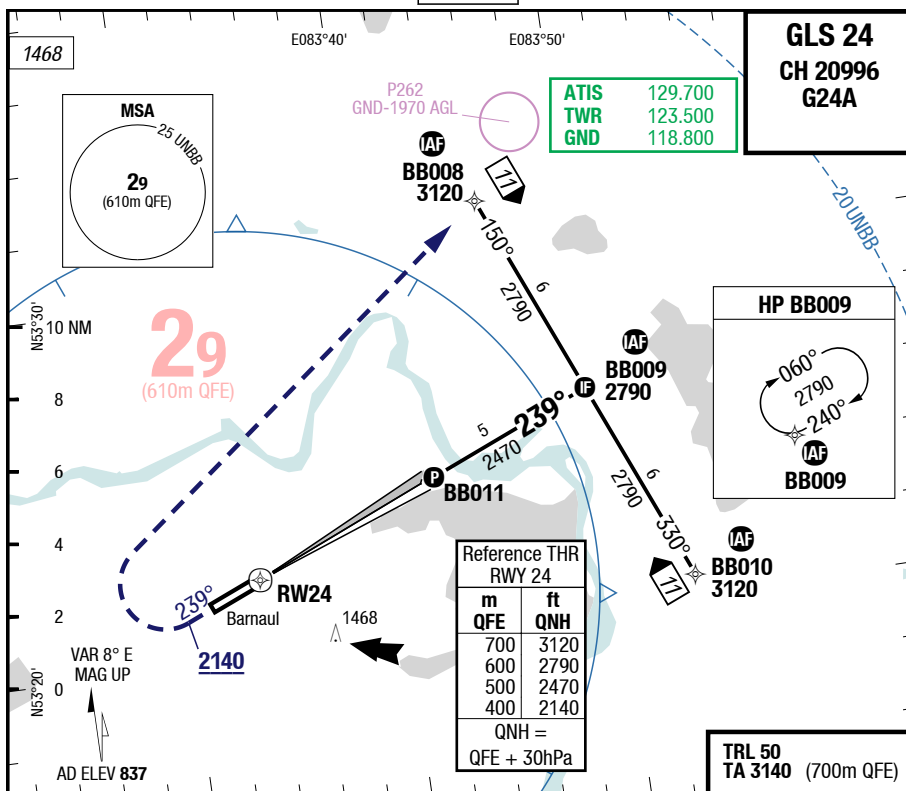 1468
E083°40'
E083°50'
GLS 24
CH 20996
G24A
P262
GND-1970 AGL
ATIS 129.700
TWR 123.500
GND 118.800
MSA
25 UNBB
29
(610m QFE)
IAF
BB008
3120
11
20 UNBB
150°
6
2790
N53°30'
10 NM
29
(610m QFE)
HP BB009
060°
2790
240°
IAF
BB009
IAF
BB009
2790
IF
8
239°
5
2470
6
2790
6
P
BB011
330°
IAF
BB010
3120
11
4
RW24
239°
Barnaul
2
2140
1468
Reference THR
RWY 24
m ft
QFE QNH
700 3120
600 2790
500 2470
400 2140
QNH =
QFE + 30hPa
VAR 8° E
MAG UP
N53°20'
0
AD ELEV 837
TRL 50
TA 3140 (700m QFE)